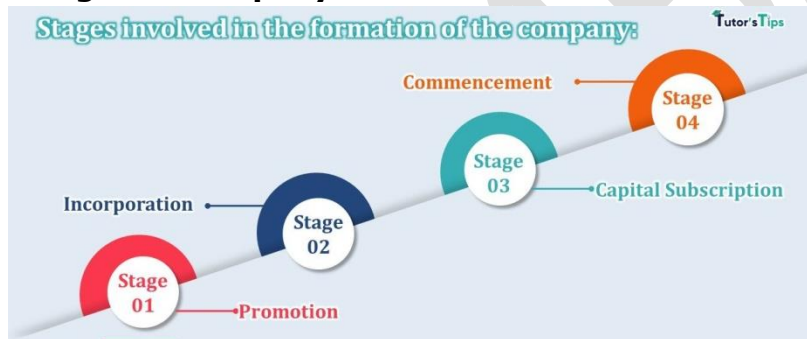 Stages involved in the formation of the company:
Tutor'sTips
Commencement
Stage
04
Stage
03
Capital Subscription
Incorporation
Stage
02
Stage
01
Promotion